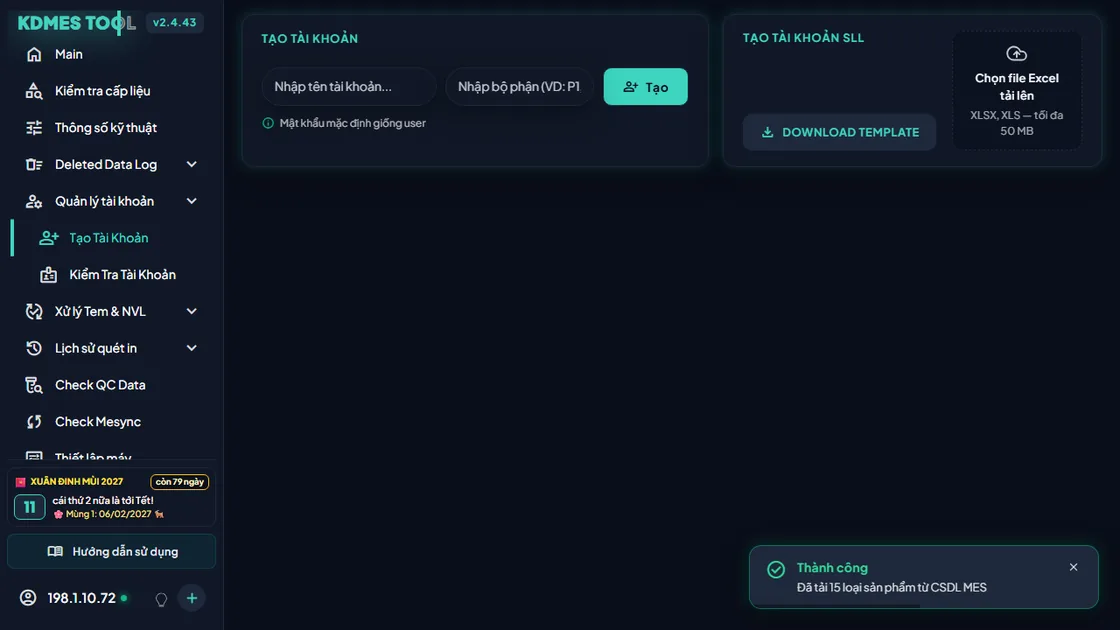 KDMES TOOL v2.4.43
Main
Kiểm tra cấp liệu
Thông số kỹ thuật
Deleted Data Log
Quản lý tài khoản
Tạo Tài Khoản
Kiểm Tra Tài Khoản
Xử lý Tem & NVL
Lịch sử quét in
Check QC Data
Check Mesync
Thiết lập máy
XUÂN ĐINH MÙI 2027 còn 79 ngày
11 cái thứ 2 nữa là tới Tết!
Mùng 1: 06/02/2027
Hướng dẫn sử dụng
198.1.10.72
TẠO TÀI KHOẢN
Nhập tên tài khoản... Nhập bộ phận (VD: P1 Tạo
Mật khẩu mặc định giống user
TẠO TÀI KHOẢN SLL
DOWNLOAD TEMPLATE
Chọn file Excel
tải lên
XLSX, XLS — tối đa
50 MB
Thành công
Đã tải 15 loại sản phẩm từ CSDL MES